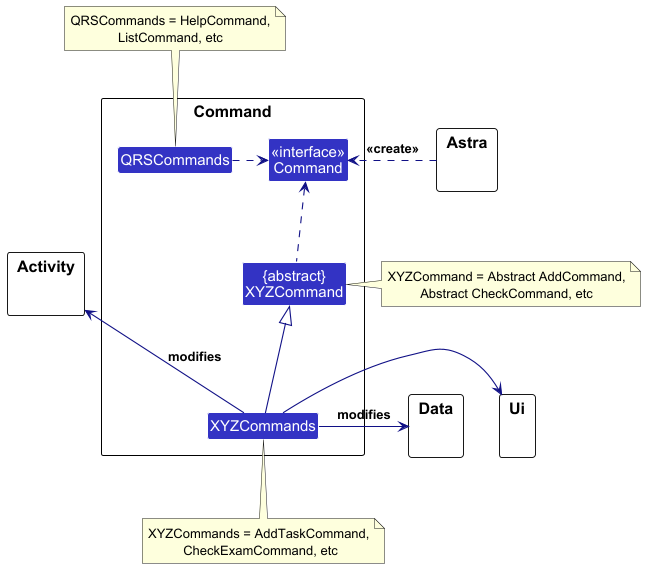 QRSCommands = HelpCommand,
ListCommand, etc
Command
QRSCommands
«interface»
Command
«create»
Astra
Activity
{abstract}
XYZCommand
XYZCommand = Abstract AddCommand,
Abstract CheckCommand, etc
modifies
XYZCommands
modifies
Data
Ui
XYZCommands = AddTaskCommand,
CheckExamCommand, etc